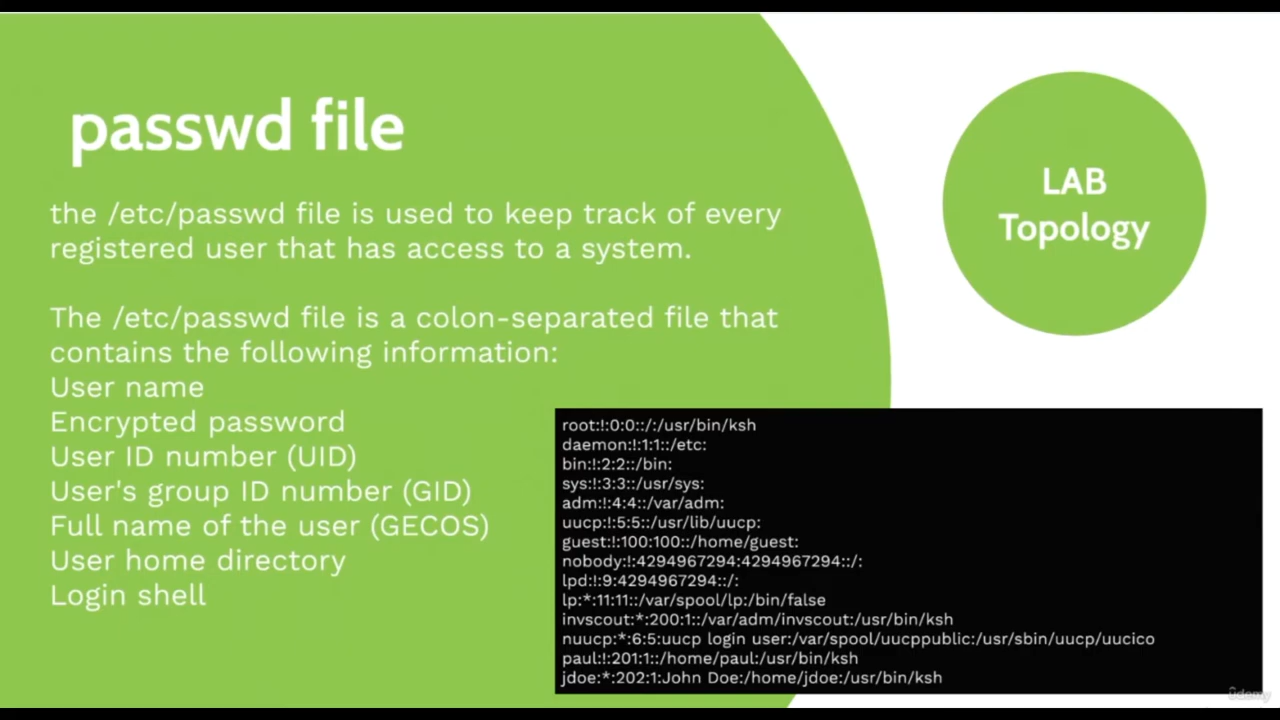 passwd file
the /etc/passwd file is used to keep track of every
registered user that has access to a system.
The /etc/passwd file is a colon-separated file that
contains the following information:
User name
Encrypted password
User ID number (UID)
User's group ID number (GID)
Full name of the user (GECOS)
User home directory
Login shell
LAB
Topology
root:!:0:0::/:/usr/bin/ksh
daemon:!:1:1::/etc:
bin:!:2:2::/bin:
sys:!:3:3::/usr/sys:
adm:!:4:4::/var/adm:
uucp:!:5:5::/usr/lib/uucp:
guest:!:100:100::/home/guest:
nobody:!:4294967294:4294967294::/:
lpd:!:9:4294967294::/:
lp:*:11:11::/var/spool/lp:/bin/false
invscout:*:200:1::/var/adm/invscout:/usr/bin/ksh
nuucp:*:6:5:uucp login user:/var/spool/uucppublic:/usr/sbin/uucp/uucico
paul:!:201:1::/home/paul:/usr/bin/ksh
jdoe:*:202:1:John Doe:/home/jdoe:/usr/bin/ksh
ûdemy